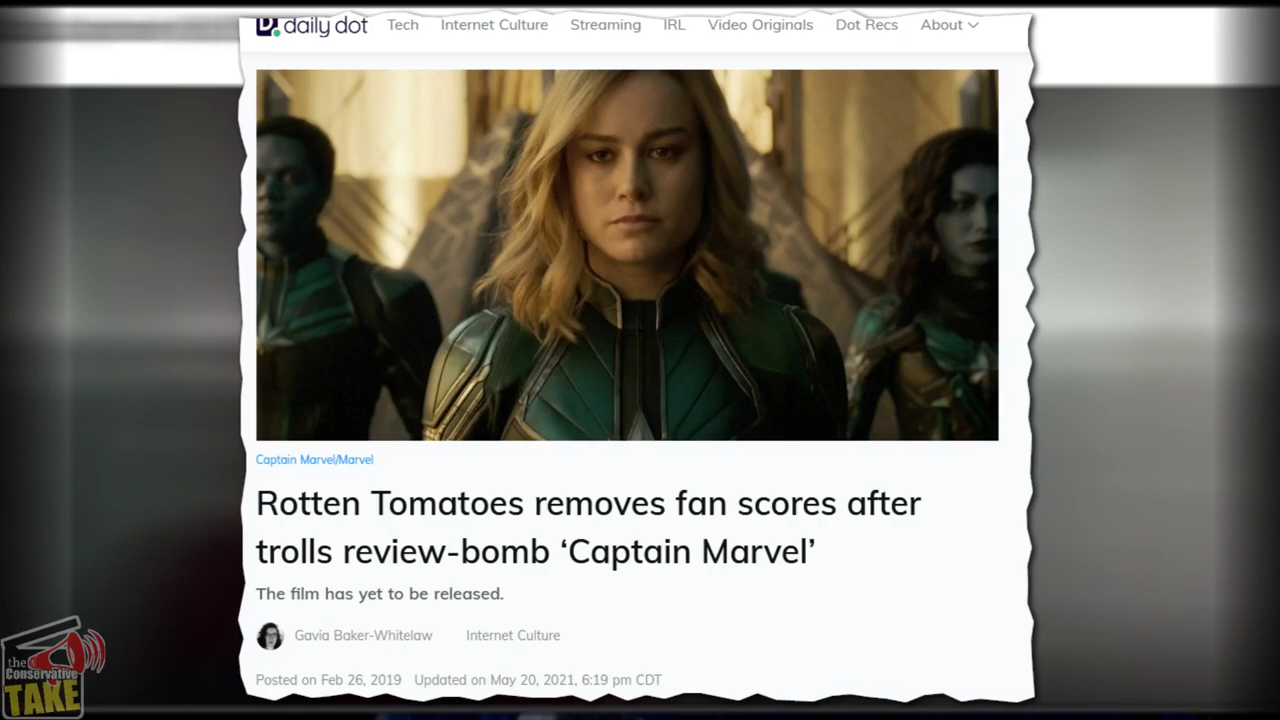 daily dot Tech Internet Culture Streaming IRL Video Originals Dot Recs About
Captain Marvel/Marvel
Rotten Tomatoes removes fan scores after
trolls review-bomb ‘Captain Marvel’
The film has yet to be released.
Gavia Baker-Whitelaw Internet Culture
Posted on Feb 26, 2019 Updated on May 20, 2021, 6:19 pm CDT
the
Conservative
TAKE